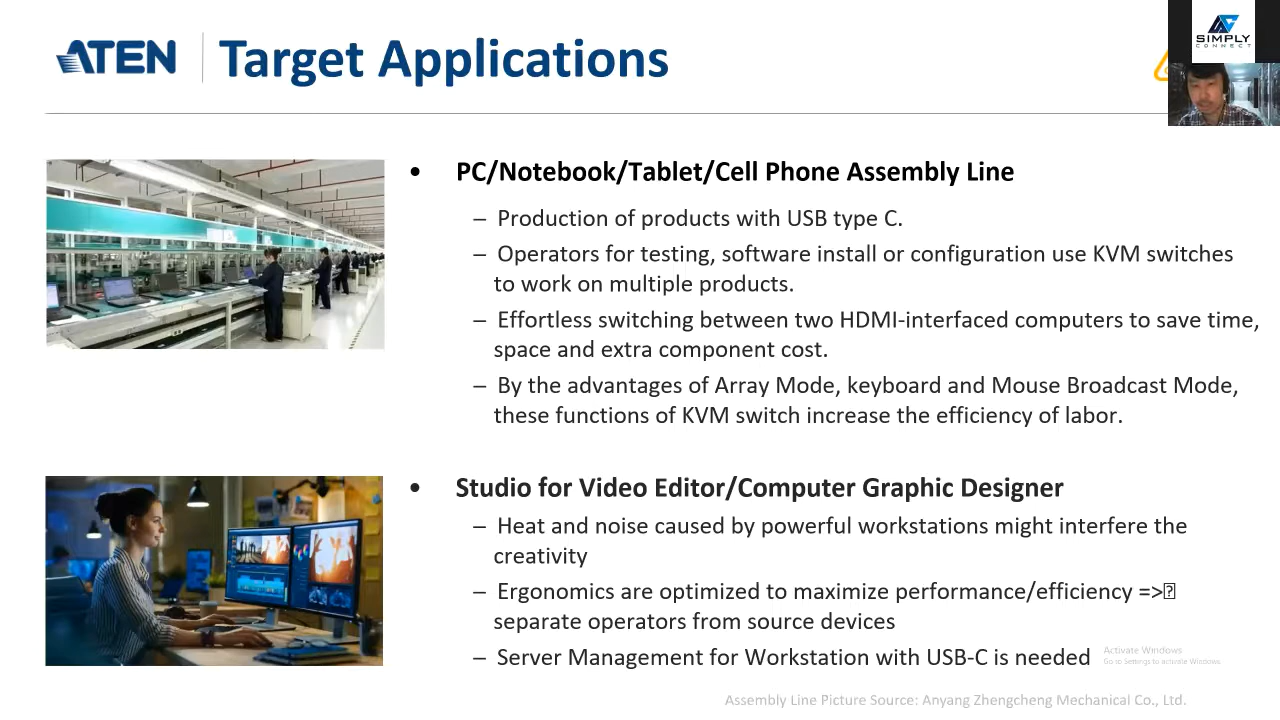 ATEN
Target Applications
SIMPLY
CONNECT
• PC/Notebook/Tablet/Cell Phone Assembly Line
– Production of products with USB type C.
– Operators for testing, software install or configuration use KVM switches
to work on multiple products.
– Effortless switching between two HDMI-interfaced computers to save time,
space and extra component cost.
– By the advantages of Array Mode, keyboard and Mouse Broadcast Mode,
these functions of KVM switch increase the efficiency of labor.
• Studio for Video Editor/Computer Graphic Designer
– Heat and noise caused by powerful workstations might interfere the
creativity
– Ergonomics are optimized to maximize performance/efficiency =>⍰
separate operators from source devices
– Server Management for Workstation with USB-C is needed
Activate Windows
Go to Settings to activate Windows.
Assembly Line Picture Source: Anyang Zhengcheng Mechanical Co., Ltd.